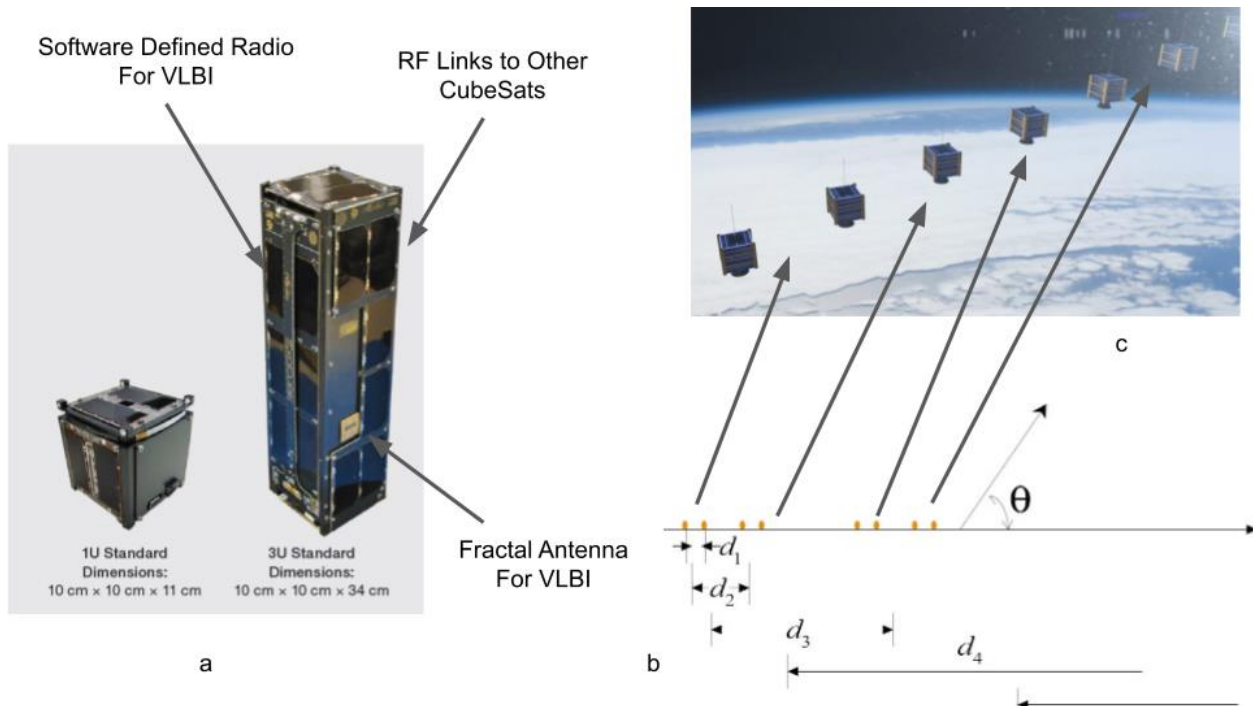 Software Defined Radio
For VLBI
RF Links to Other
CubeSats
1U Standard
Dimensions:
10 cm × 10 cm × 11 cm
3U Standard
Dimensions:
10 cm × 10 cm × 34 cm
Fractal Antenna
For VLBI
a
c
θ
d₁
d₂
d₃
d₄
b